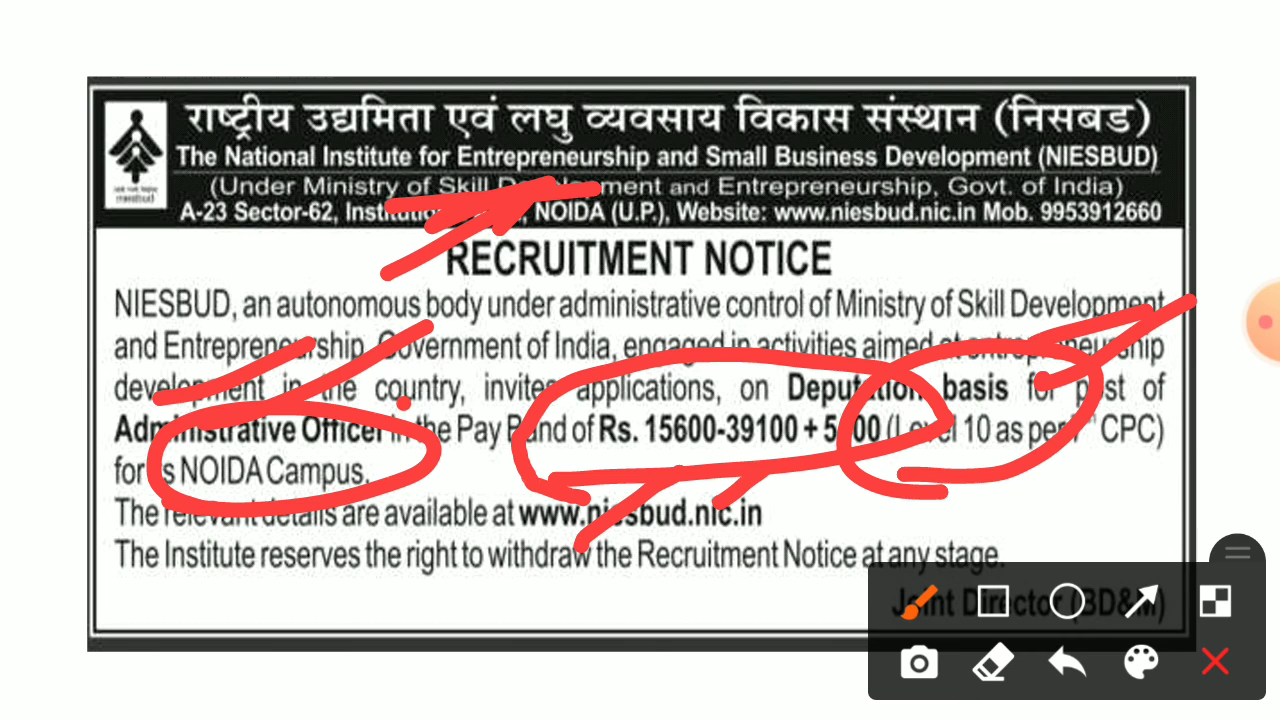 राष्ट्रीय उद्यमिता एवं लघु व्यवसाय विकास संस्थान (निसबड)
The National Institute for Entrepreneurship and Small Business Development (NIESBUD)
(Under Ministry of Skill Development and Entrepreneurship, Govt. of India)
A-23 Sector-62, NOIDA (U.P.), Website: www.niesbud.nic.in Mob. 9953912660
RECRUITMENT NOTICE
NIESBUD, an autonomous body under administrative control of Ministry of Skill Development
and Entrepreneurship, Government of India, engaged in activities aimed at entrepreneurship
development in the country, invites applications, on Deputation basis for post of
Administrative Officer in the Pay Band of Rs. 15600-39100 + (Level 10 as per CPC)
for its NOIDA Campus.
The relevant details are available at www.niesbud.nic.in
The Institute reserves the right to withdraw the Recruitment Notice at any stage.
Joint Director (BD&M)